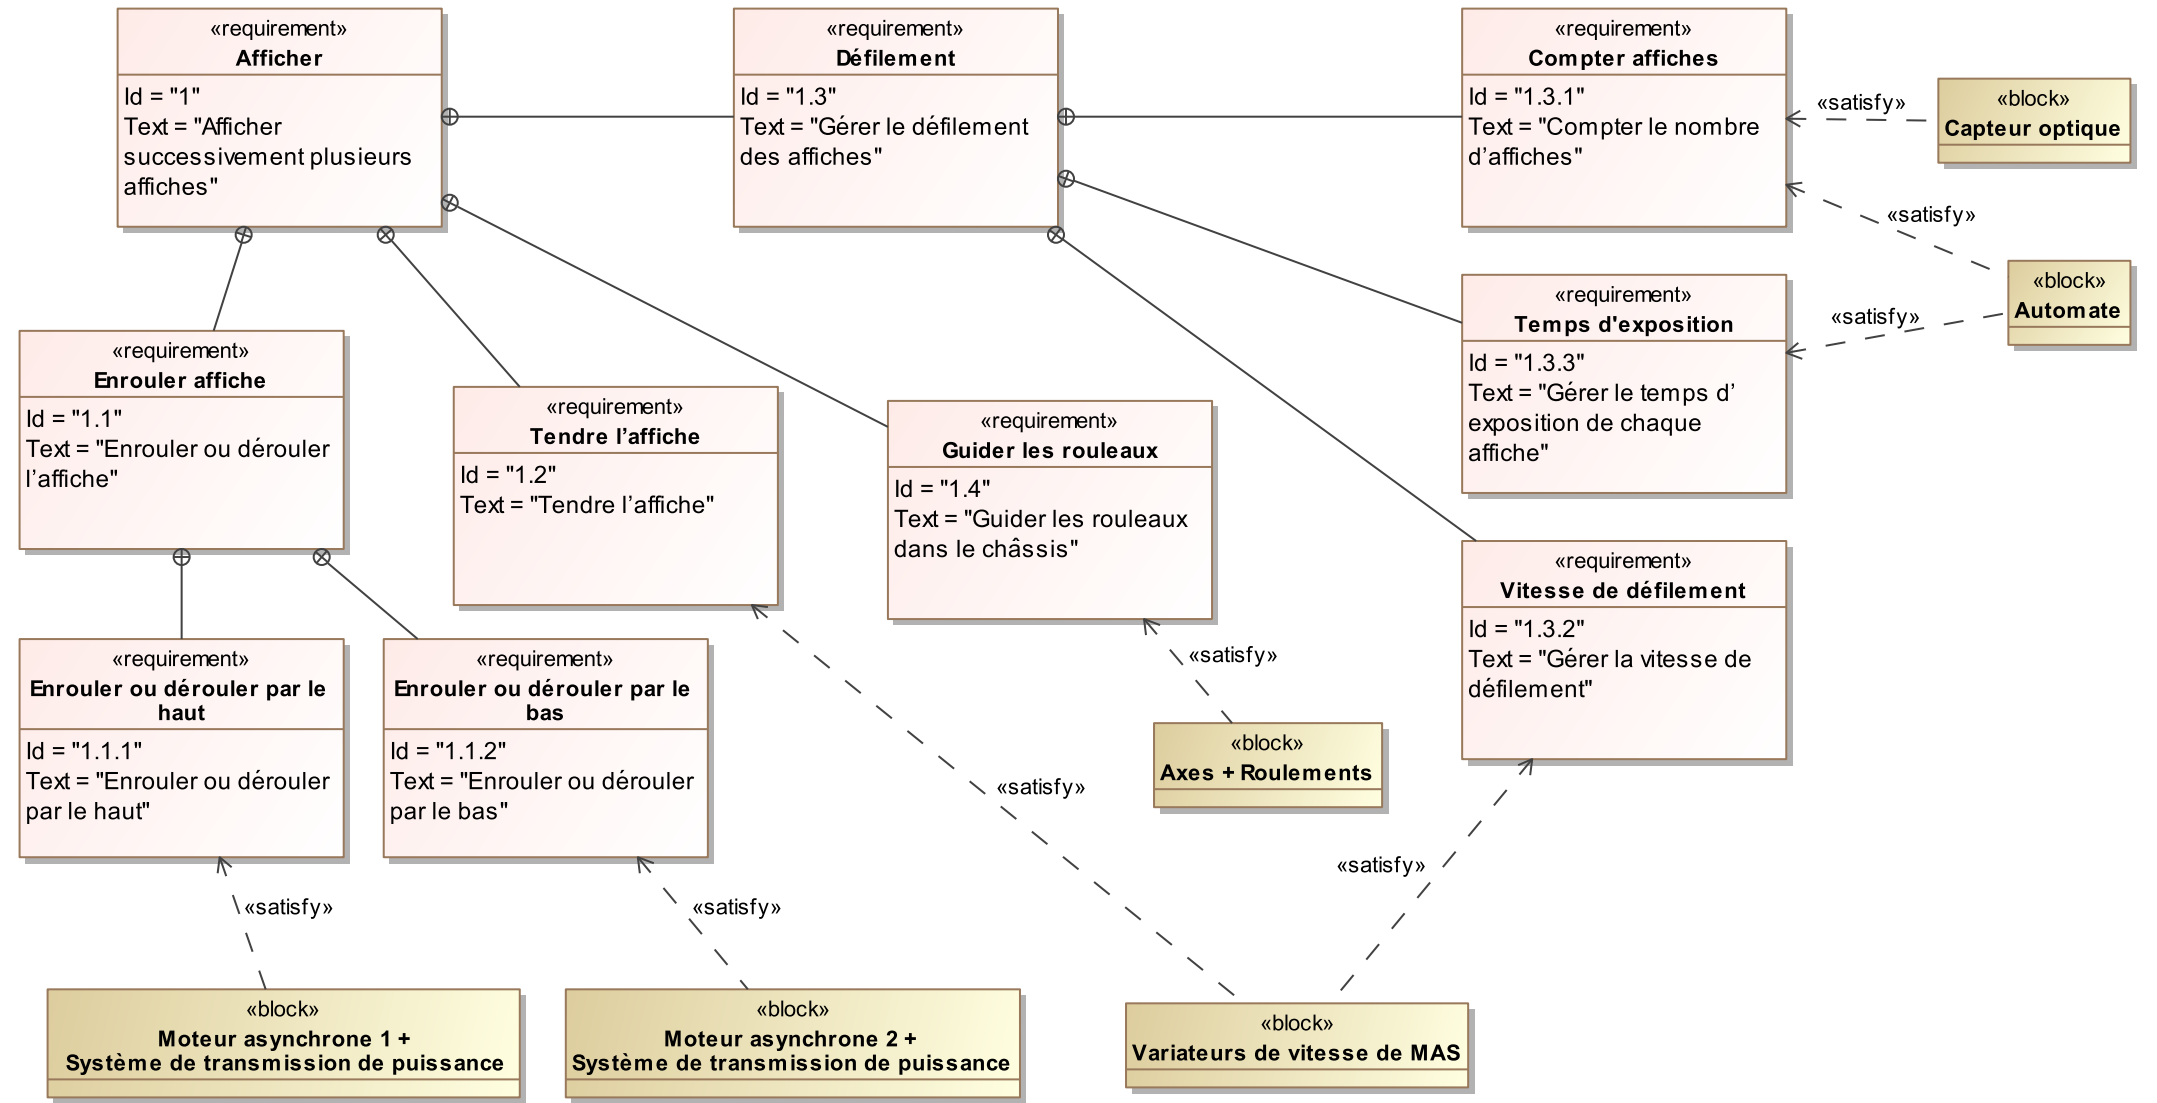 «requirement»
Afficher
Id = "1"
Text = "Afficher
successivement plusieurs
affiches"
«requirement»
Défilement
Id = "1.3"
Text = "Gérer le défilement
des affiches"
«requirement»
Compter affiches
Id = "1.3.1"
Text = "Compter le nombre
d’affiches"
«satisfy»
«block»
Capteur optique
«satisfy»
«block»
Automate
«satisfy»
«requirement»
Temps d'exposition
Id = "1.3.3"
Text = "Gérer le temps d’
exposition de chaque
affiche"
«requirement»
Enrouler affiche
Id = "1.1"
Text = "Enrouler ou dérouler
l’affiche"
«requirement»
Tendre l’affiche
Id = "1.2"
Text = "Tendre l’affiche"
«requirement»
Guider les rouleaux
Id = "1.4"
Text = "Guider les rouleaux
dans le châssis"
«requirement»
Vitesse de défilement
Id = "1.3.2"
Text = "Gérer la vitesse de
défilement"
«requirement»
Enrouler ou dérouler par le
haut
Id = "1.1.1"
Text = "Enrouler ou dérouler
par le haut"
«requirement»
Enrouler ou dérouler par le
bas
Id = "1.1.2"
Text = "Enrouler ou dérouler
par le bas"
«satisfy»
«block»
Axes + Roulements
«satisfy»
«satisfy»
«satisfy»
«satisfy»
«block»
Moteur asynchrone 1 +
Système de transmission de puissance
«block»
Moteur asynchrone 2 +
Système de transmission de puissance
«block»
Variateurs de vitesse de MAS